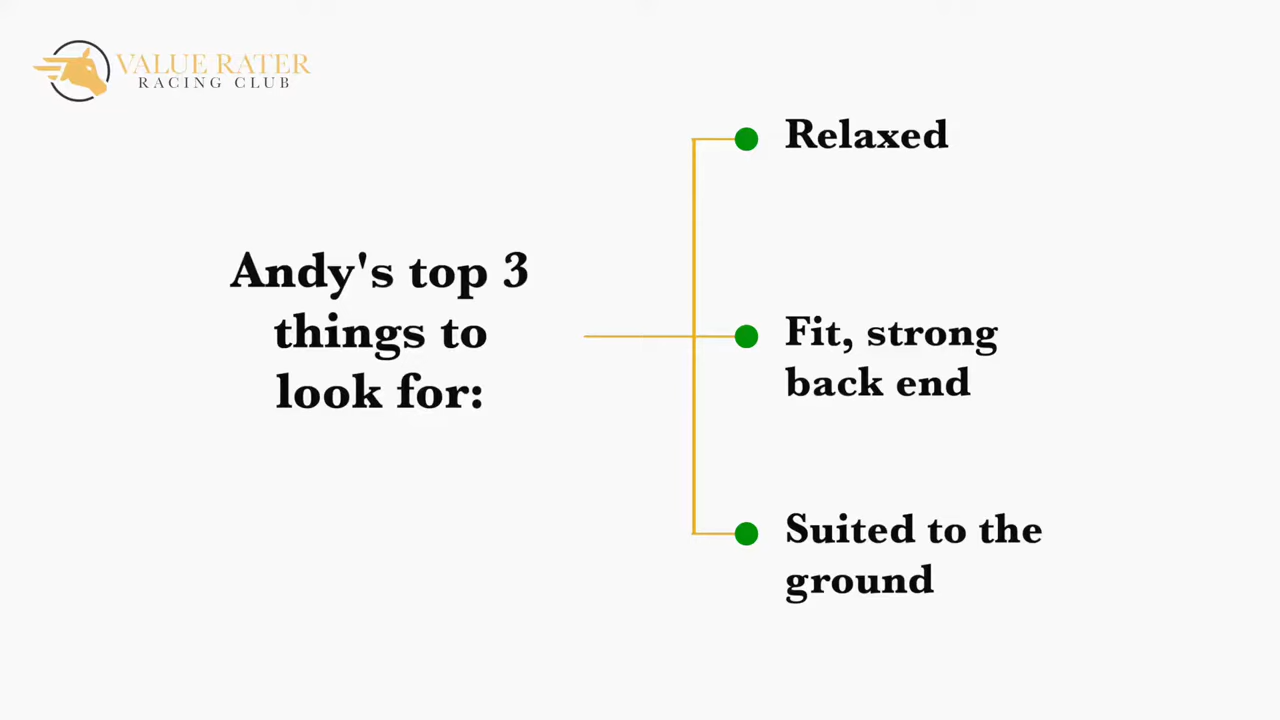 VALUE RATER
RACING CLUB
Andy's top 3
things to
look for:
Relaxed
Fit, strong
back end
Suited to the
ground